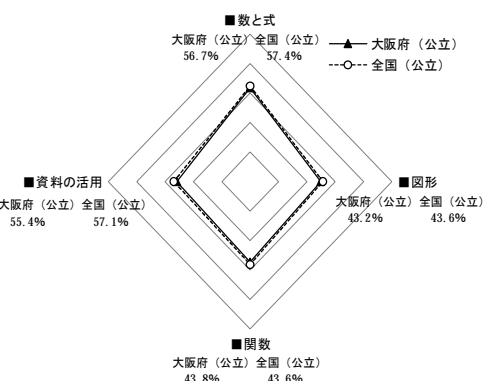 ■数と式
大阪府（公立） 全国（公立）
56.7% 57.4%
大阪府（公立）
全国（公立）
■資料の活用
大阪府（公立） 全国（公立）
55.4% 57.1%
■図形
大阪府（公立） 全国（公立）
43.2% 43.6%
■関数
大阪府（公立） 全国（公立）
43.8% 43.6%